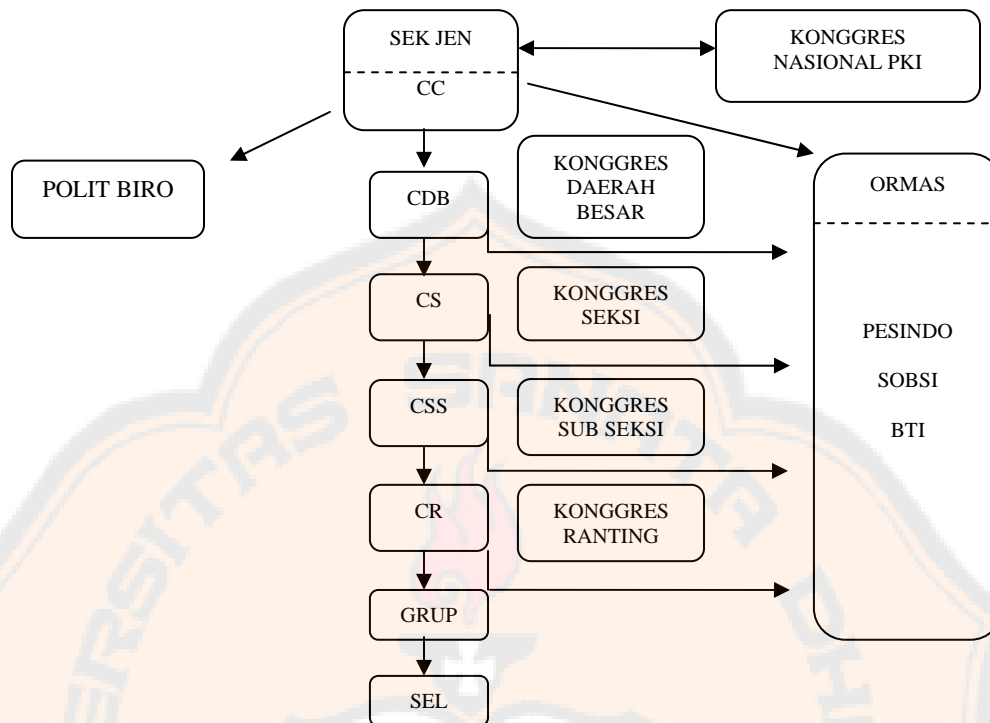 SEK JEN
CC
KONGGRES
NASIONAL PKI
POLIT BIRO
CDB
KONGGRES
DAERAH
BESAR
ORMAS
CS
KONGGRES
SEKSI
PESINDO
SOBSI
BTI
CSS
KONGGRES
SUB SEKSI
CR
KONGGRES
RANTING
GRUP
SEL